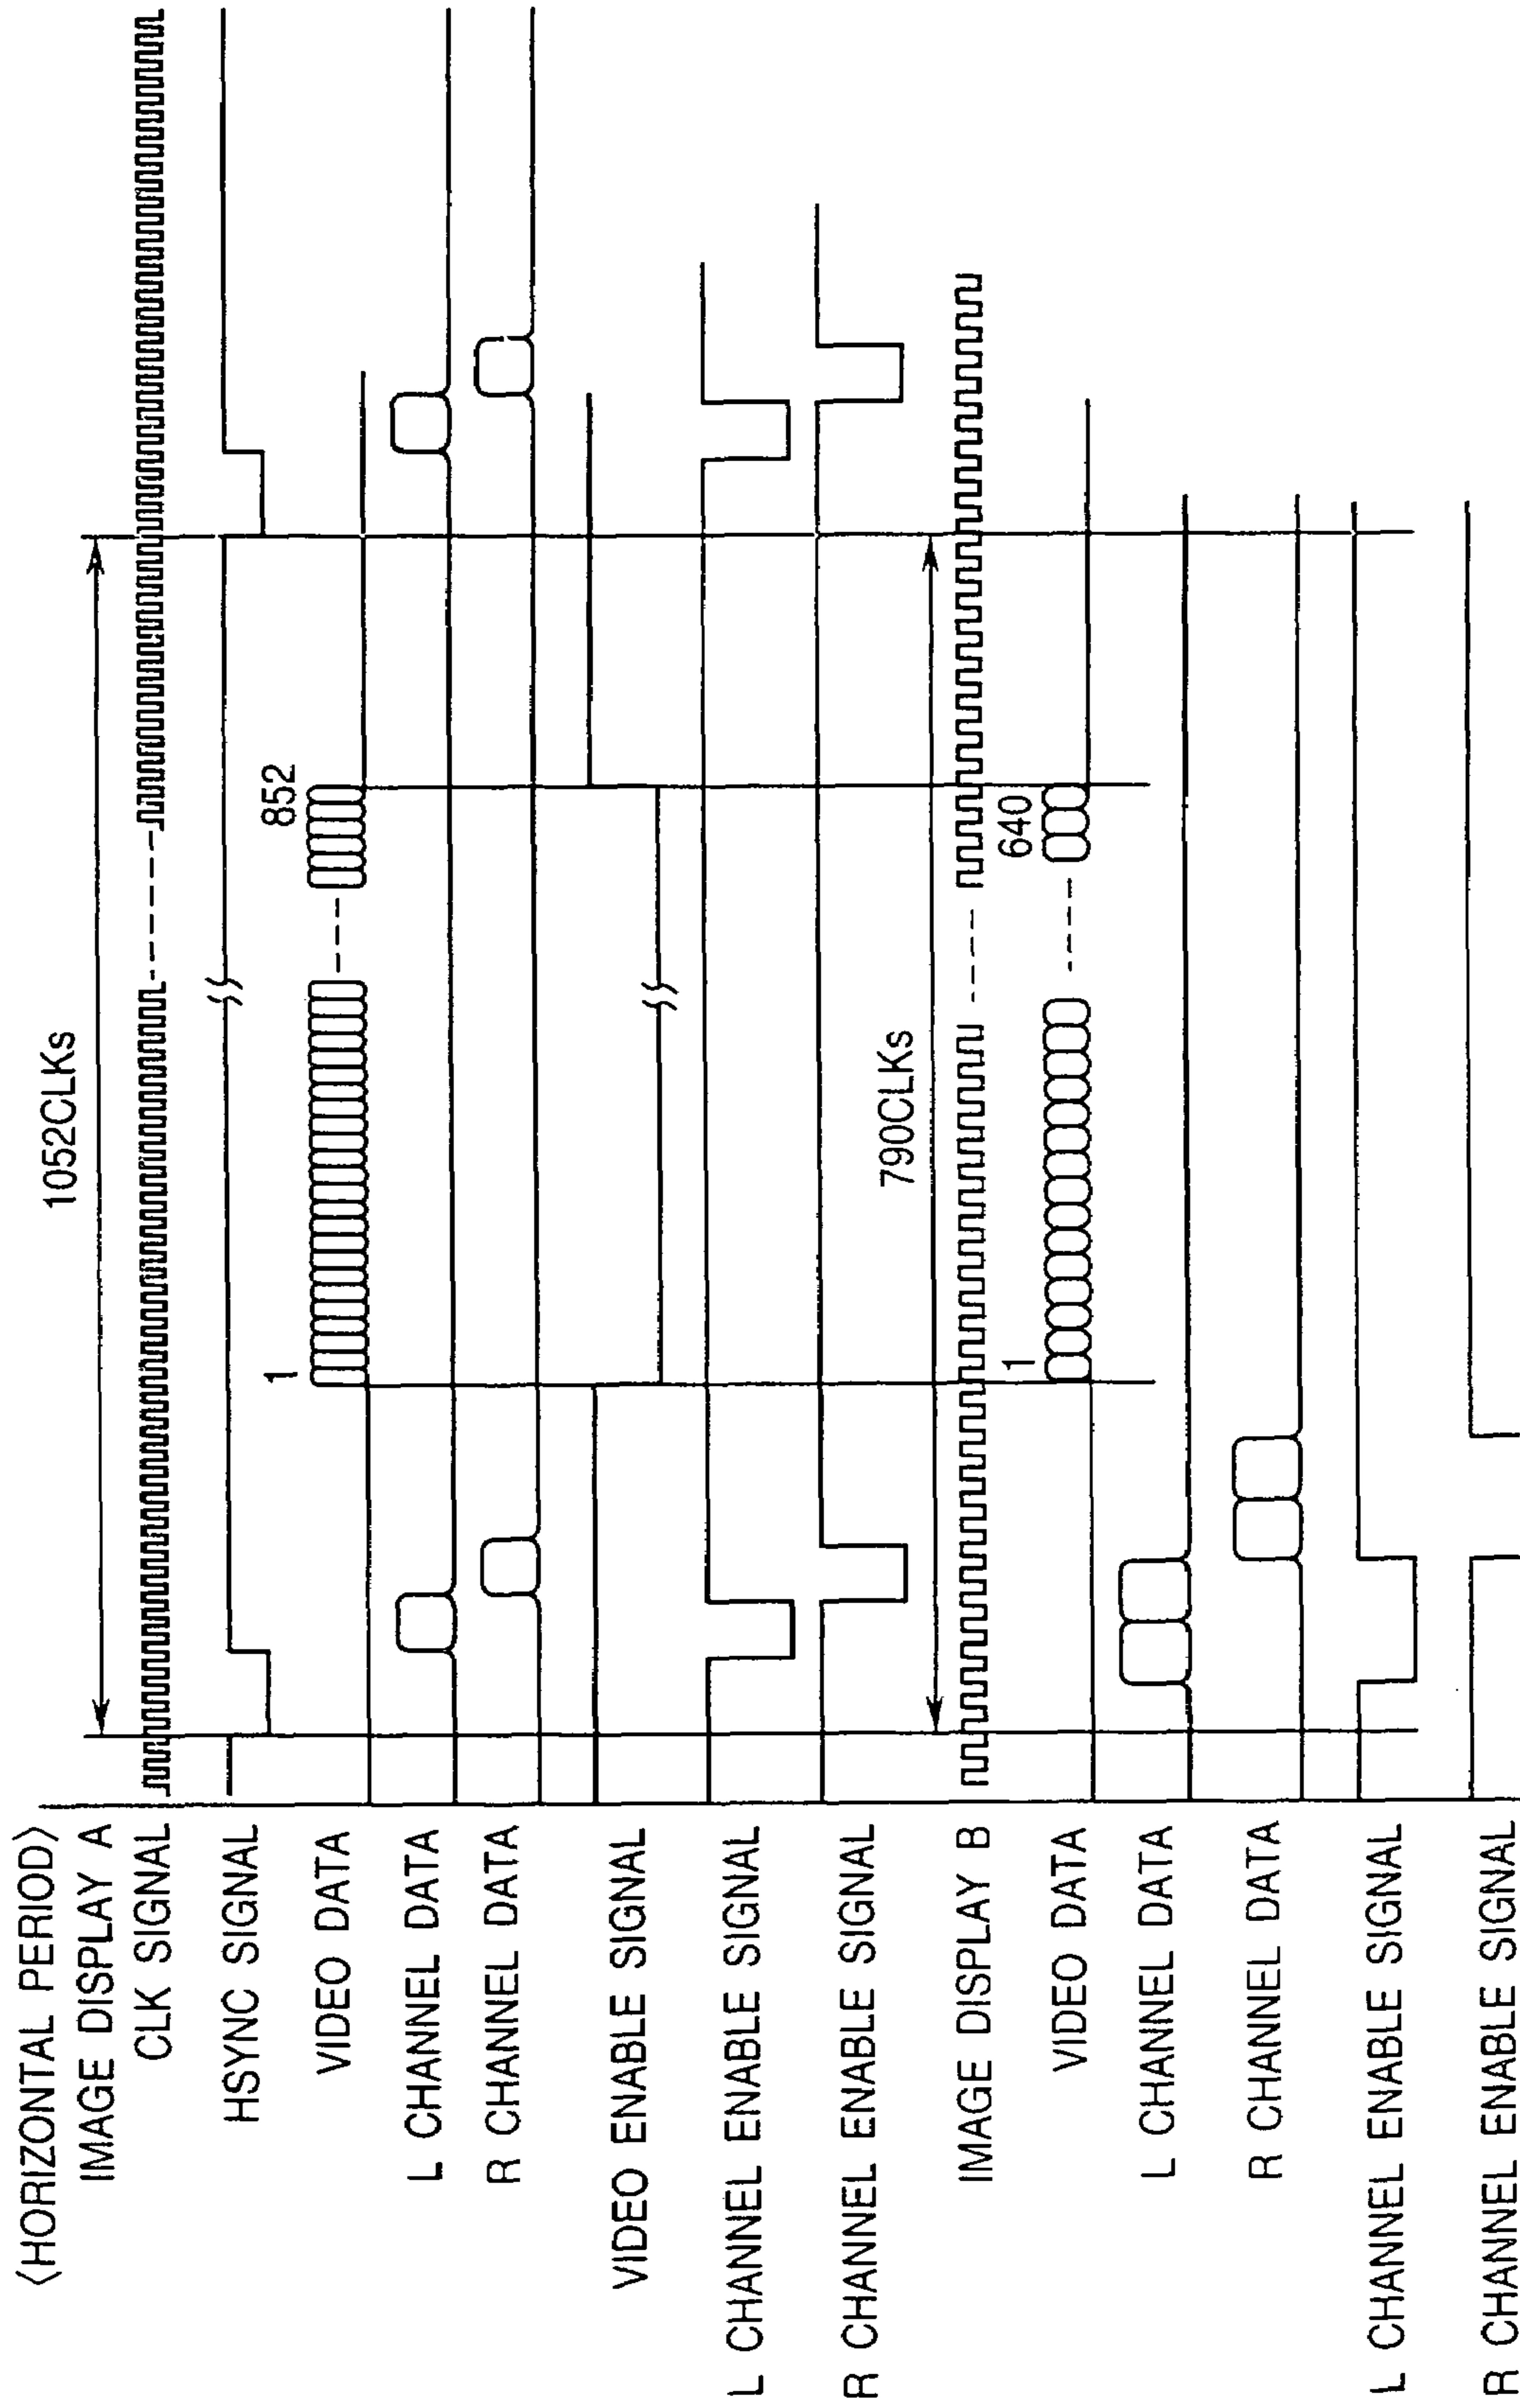 〈HORIZONTAL PERIOD〉
IMAGE DISPLAY A
1052CLKs
CLK SIGNAL
HSYNC SIGNAL
VIDEO DATA
1
852
L CHANNEL DATA
R CHANNEL DATA
VIDEO ENABLE SIGNAL
L CHANNEL ENABLE SIGNAL
R CHANNEL ENABLE SIGNAL
790CLKs
IMAGE DISPLAY B
VIDEO DATA
1
640
L CHANNEL DATA
R CHANNEL DATA
L CHANNEL ENABLE SIGNAL
R CHANNEL ENABLE SIGNAL